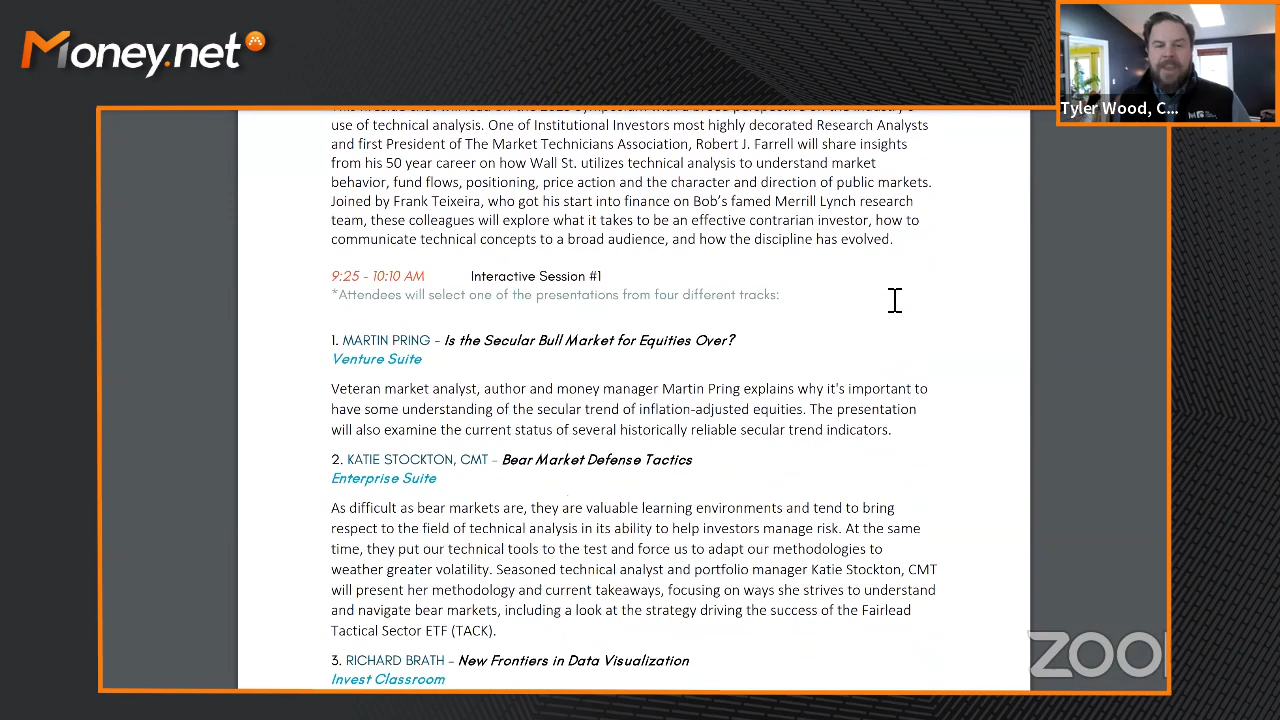 Money.net
Tyler Wood, C...
use of technical analysis. One of Institutional Investors most highly decorated Research Analysts
and first President of The Market Technicians Association, Robert J. Farrell will share insights
from his 50 year career on how Wall St. utilizes technical analysis to understand market
behavior, fund flows, positioning, price action and the character and direction of public markets.
Joined by Frank Teixeira, who got his start into finance on Bob's famed Merrill Lynch research
team, these colleagues will explore what it takes to be an effective contrarian investor, how to
communicate technical concepts to a broad audience, and how the discipline has evolved.
9:25 - 10:10 AM Interactive Session #1
*Attendees will select one of the presentations from four different tracks:
1. MARTIN PRING – Is the Secular Bull Market for Equities Over?
Venture Suite
Veteran market analyst, author and money manager Martin Pring explains why it's important to
have some understanding of the secular trend of inflation-adjusted equities. The presentation
will also examine the current status of several historically reliable secular trend indicators.
2. KATIE STOCKTON, CMT – Bear Market Defense Tactics
Enterprise Suite
As difficult as bear markets are, they are valuable learning environments and tend to bring
respect to the field of technical analysis in its ability to help investors manage risk. At the same
time, they put our technical tools to the test and force us to adapt our methodologies to
weather greater volatility. Seasoned technical analyst and portfolio manager Katie Stockton, CMT
will present her methodology and current takeaways, focusing on ways she strives to understand
and navigate bear markets, including a look at the strategy driving the success of the Fairlead
Tactical Sector ETF (TACK).
3. RICHARD BRATH – New Frontiers in Data Visualization
Invest Classroom
ZOO